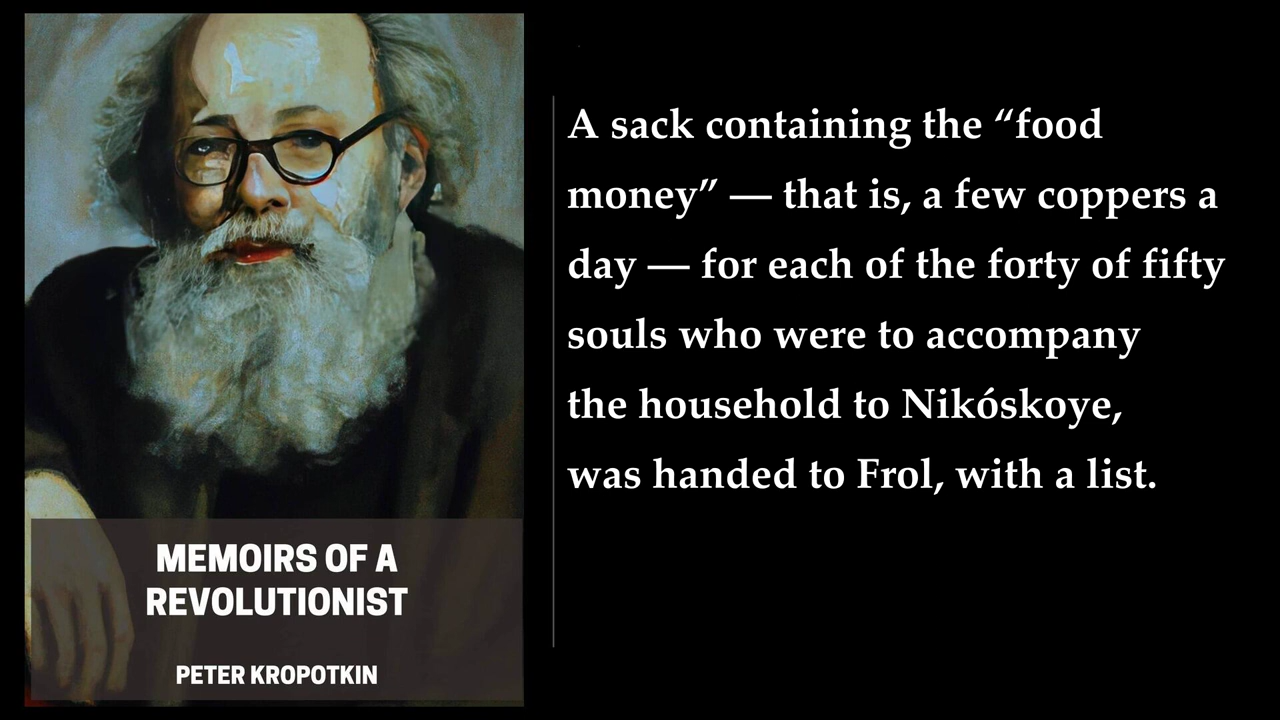 MEMOIRS OF A
REVOLUTIONIST
PETER KROPOTKIN
A sack containing the “food
money” — that is, a few coppers a
day — for each of the forty of fifty
souls who were to accompany
the household to Nikóskoye,
was handed to Frol, with a list.